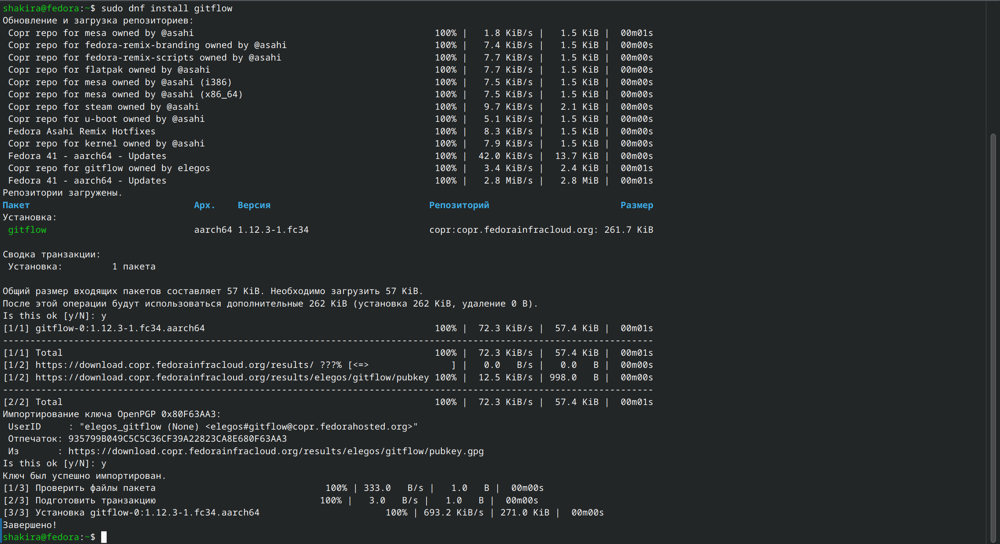 shakira@fedora:~$ sudo dnf install gitflow
Обновление и загрузка репозиториев:
Copr repo for mesa owned by @asahi 100% | 1.8 KiB/s | 1.5 KiB | 00m01s
Copr repo for fedora-remix-branding owned by @asahi 100% | 7.4 KiB/s | 1.5 KiB | 00m00s
Copr repo for fedora-remix-scripts owned by @asahi 100% | 7.7 KiB/s | 1.5 KiB | 00m00s
Copr repo for flatpak owned by @asahi 100% | 7.7 KiB/s | 1.5 KiB | 00m00s
Copr repo for mesa owned by @asahi (i386) 100% | 7.5 KiB/s | 1.5 KiB | 00m00s
Copr repo for mesa owned by @asahi (x86_64) 100% | 7.5 KiB/s | 1.5 KiB | 00m00s
Copr repo for steam owned by @asahi 100% | 9.7 KiB/s | 2.1 KiB | 00m00s
Copr repo for u-boot owned by @asahi 100% | 5.1 KiB/s | 1.5 KiB | 00m00s
Fedora Asahi Remix Hotfixes 100% | 8.3 KiB/s | 1.5 KiB | 00m00s
Copr repo for kernel owned by @asahi 100% | 7.9 KiB/s | 1.5 KiB | 00m00s
Fedora 41 - aarch64 - Updates 100% | 42.0 KiB/s | 13.7 KiB | 00m00s
Copr repo for gitflow owned by elegos 100% | 3.4 KiB/s | 2.4 KiB | 00m01s
Fedora 41 - aarch64 - Updates 100% | 2.8 MiB/s | 2.8 MiB | 00m01s
Репозитории загружены.
Пакет Арх. Версия Репозиторий Размер
Установка:
gitflow aarch64 1.12.3-1.fc34 copr:copr.fedorainfracloud.org: 261.7 KiB
Сводка транзакции:
Установка: 1 пакета
Общий размер входящих пакетов составляет 57 KiB. Необходимо загрузить 57 KiB.
После этой операции будут использоваться дополнительные 262 KiB (установка 262 KiB, удаление 0 B).
Is this ok [y/N]: y
[1/1] gitflow-0:1.12.3-1.fc34.aarch64 100% | 72.3 KiB/s | 57.4 KiB | 00m01s
-----------------------------------------------------------------------------------------------------------------------
[1/1] Total 100% | 72.3 KiB/s | 57.4 KiB | 00m01s
[1/2] https://download.copr.fedorainfracloud.org/results/ ???% [<=> ] | 0.0 B/s | 0.0 B | 00m00s
[1/2] https://download.copr.fedorainfracloud.org/results/elegos/gitflow/pubkey 100% | 12.5 KiB/s | 998.0 B | 00m00s
-----------------------------------------------------------------------------------------------------------------------
[2/2] Total 100% | 72.3 KiB/s | 57.4 KiB | 00m01s
Импортирование ключа OpenPGP 0x80F63AA3:
UserID : "elegos_gitflow (None) <elegos#gitflow@copr.fedorahosted.org>"
Отпечаток: 935799B049C5C5C36CF39A22823CA8E680F63AA3
Из : https://download.copr.fedorainfracloud.org/results/elegos/gitflow/pubkey.gpg
Is this ok [y/N]: y
Ключ был успешно импортирован.
[1/3] Проверить файлы пакета 100% | 333.0 B/s | 1.0 B | 00m00s
[2/3] Подготовить транзакцию 100% | 3.0 B/s | 1.0 B | 00m00s
[3/3] Установка gitflow-0:1.12.3-1.fc34.aarch64 100% | 693.2 KiB/s | 271.0 KiB | 00m00s
Завершено!
shakira@fedora:~$